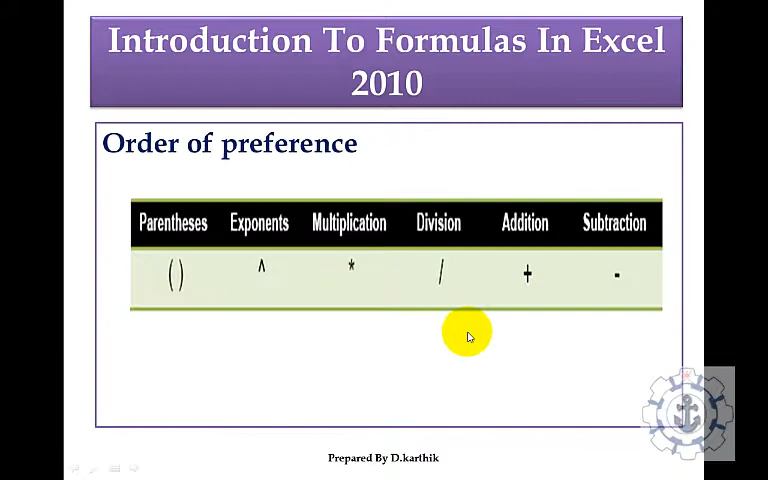 Introduction To Formulas In Excel
2010
Order of preference
Parentheses Exponents Multiplication Division Addition Subtraction
( ) ^ * / + -
Prepared By D.karthik